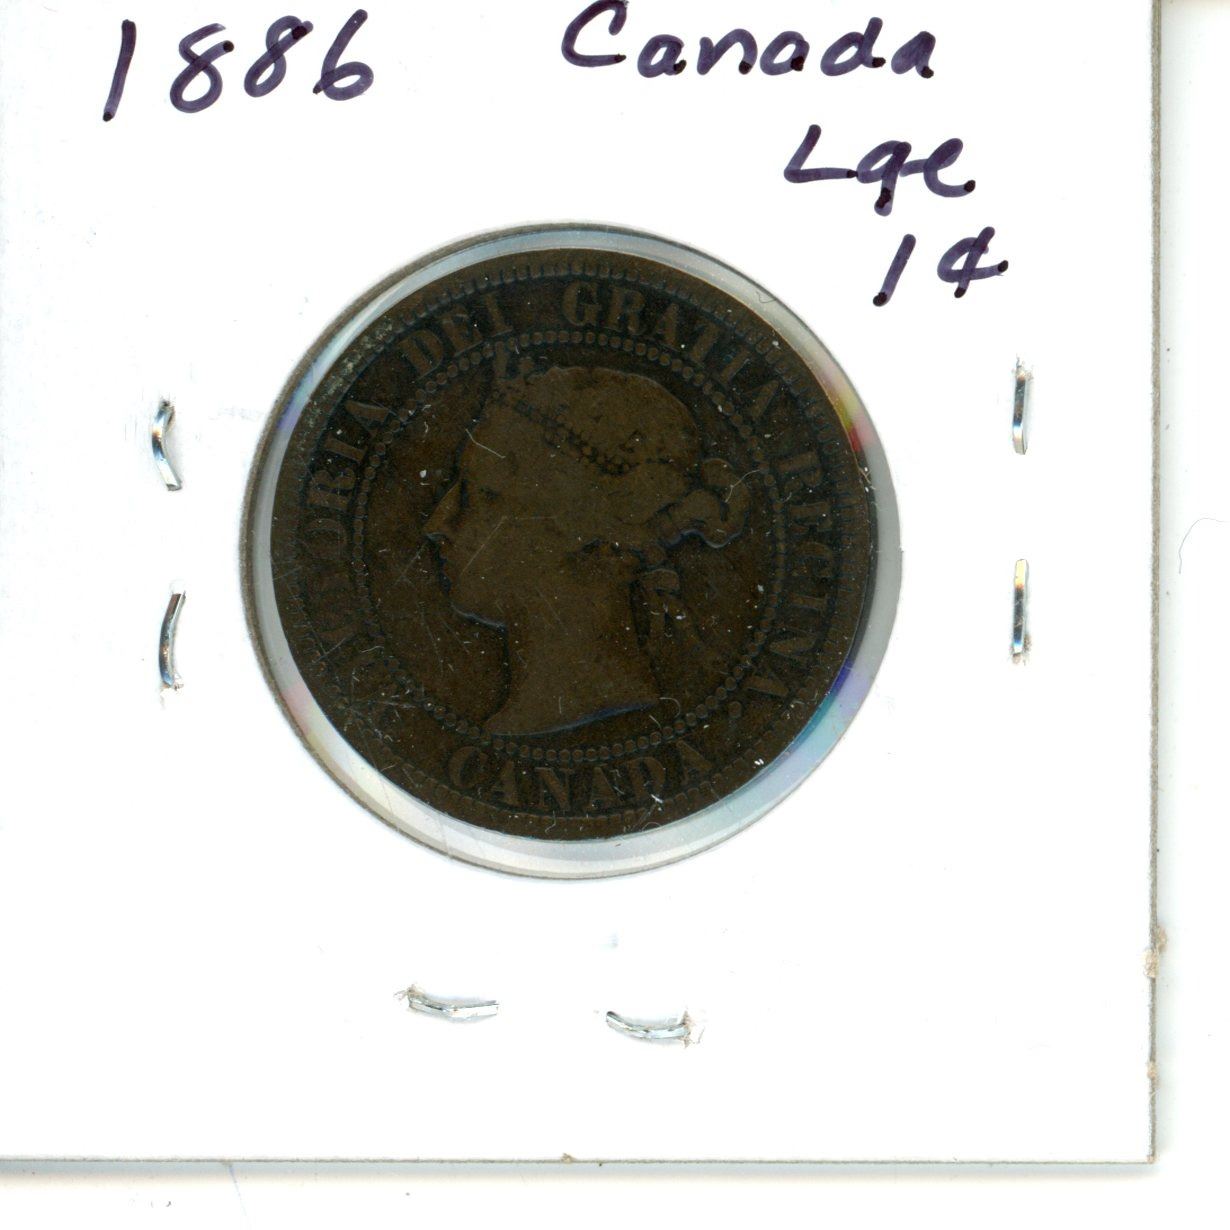 1886 Canada
Lge
1¢
VICTORIA DEI GRATIA REGINA.
CANADA